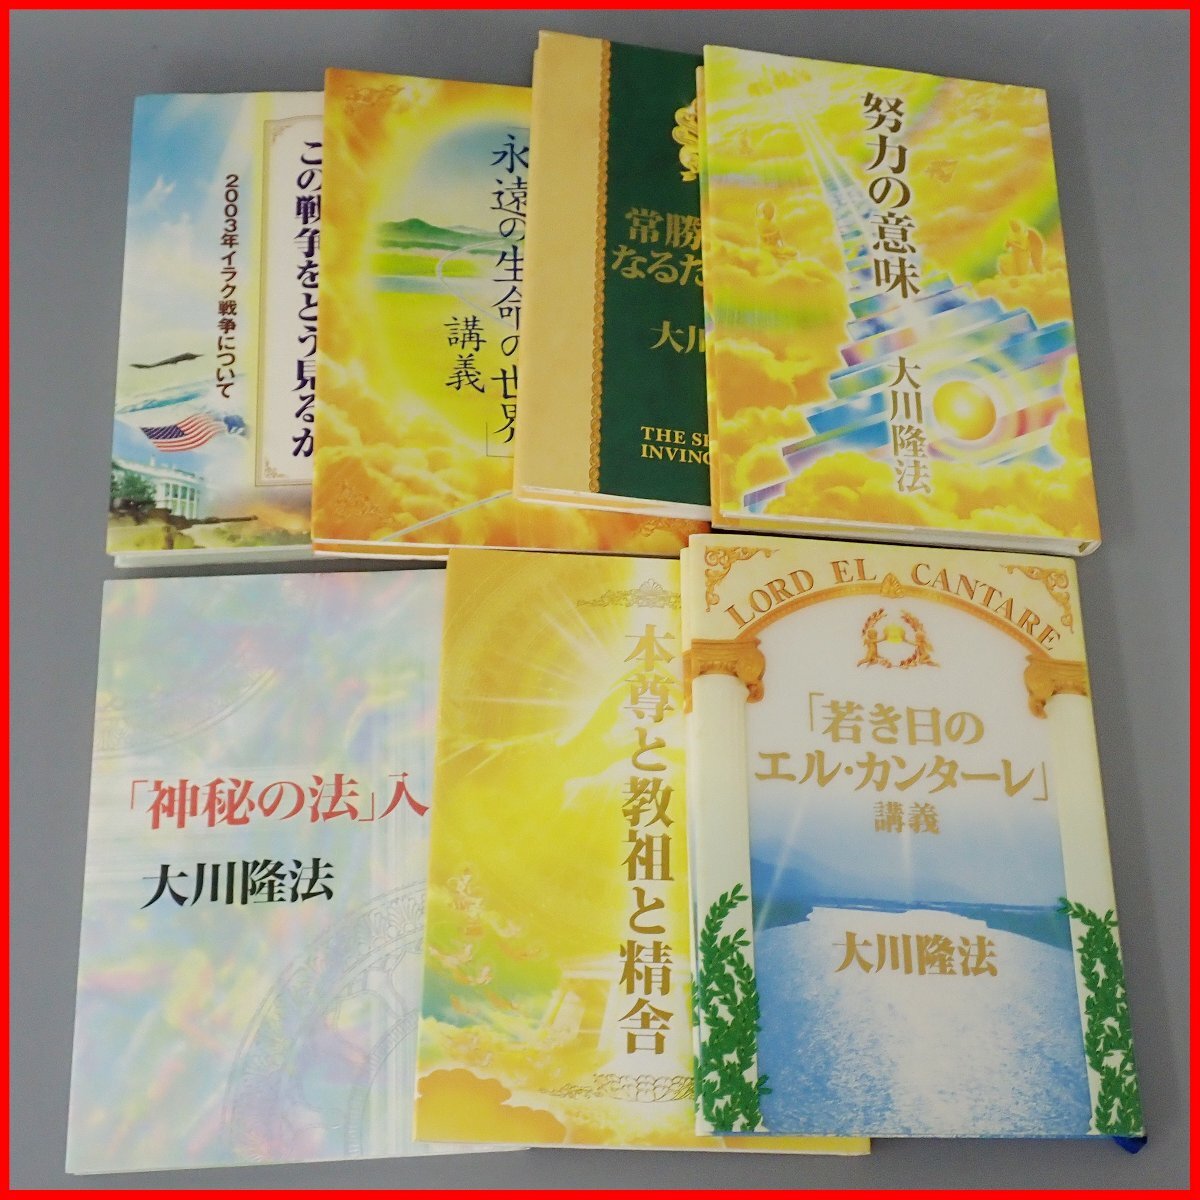 この戦争をどう見るか
2003年イラク戦争について
「永遠の生命の世界」
講義
常勝
なるた
大川
THE
INVINC
努力の意味
大川隆法
「神秘の法」入
大川隆法
本尊と教祖と精舎
LORD EL CANTARE
「若き日の
エル・カンターレ」
講義
大川隆法